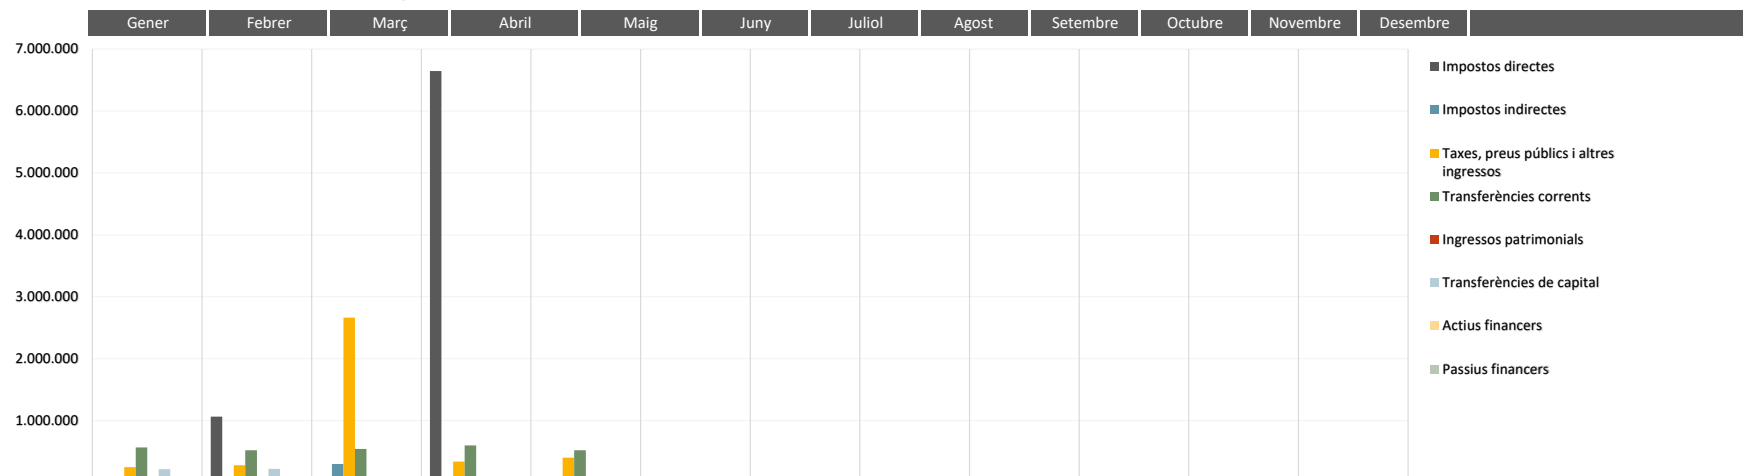 Gener Febrer Març Abril Maig Juny Juliol Agost Setembre Octubre Novembre Desembre
7.000.000
6.000.000
5.000.000
4.000.000
3.000.000
2.000.000
1.000.000
Impostos directes
Impostos indirectes
Taxes, preus públics i altres
ingressos
Transferències corrents
Ingressos patrimonials
Transferències de capital
Actius financers
Passius financers